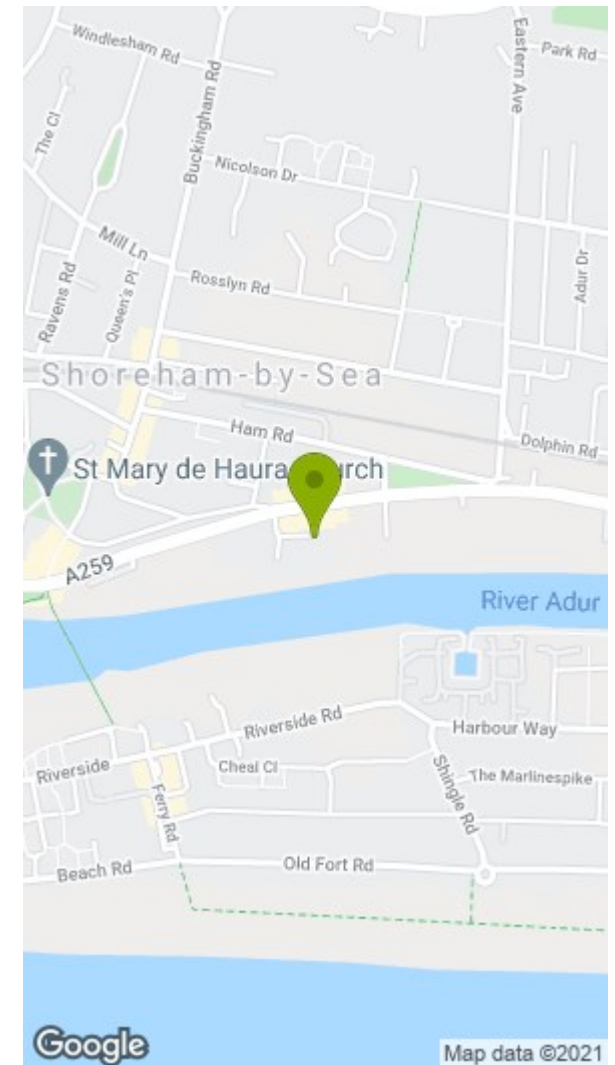 Windlesham Rd
Park Rd
Eastern Ave
The Cl
Buckingham Rd
Nicolson Dr
Mill Ln
Ravens Rd
Queen's Pl
Rosslyn Rd
Adur Dr
Shoreham-by-Sea
Ham Rd
Dolphin Rd
St Mary de Haura urch
A259
River Adur
Riverside Rd
Harbour Way
Riverside
Cheal Cl
Ferry Rd
Shingle Rd
The Marlinespike
Beach Rd
Old Fort Rd
Google
Map data ©2021